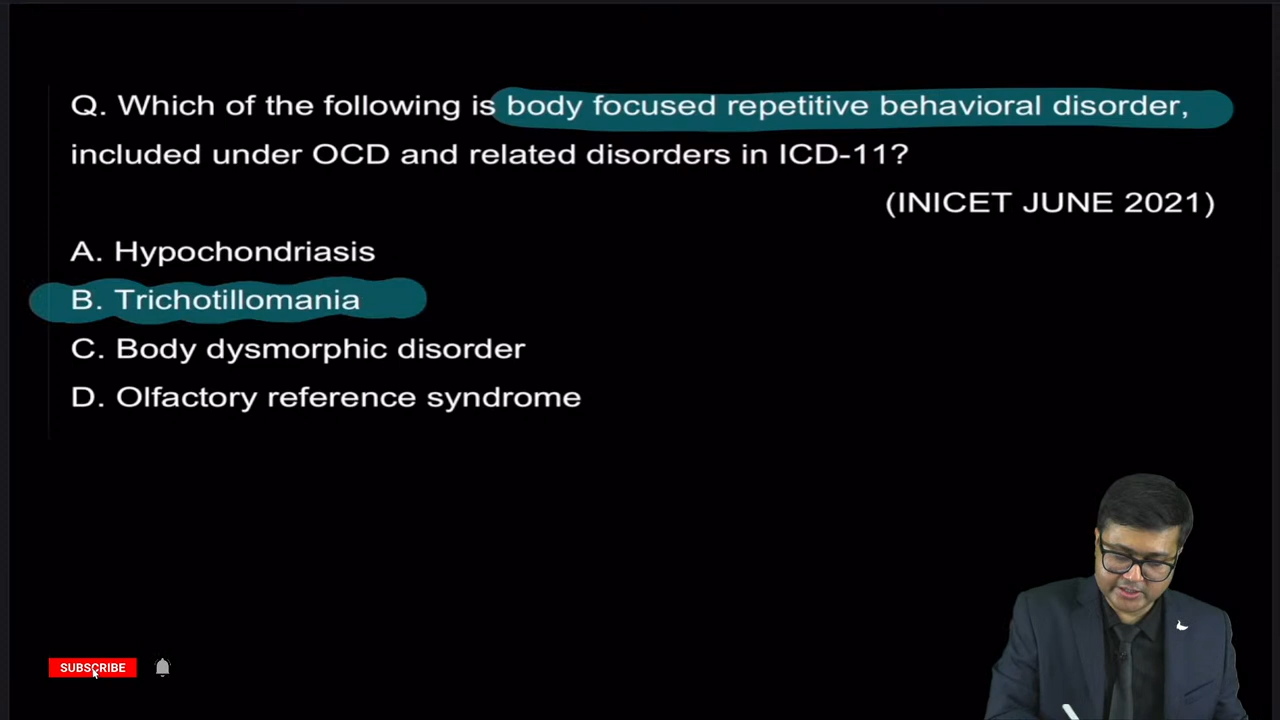 Q. Which of the following is body focused repetitive behavioral disorder,
included under OCD and related disorders in ICD-11?
(INICET JUNE 2021)
A. Hypochondriasis
B. Trichotillomania
C. Body dysmorphic disorder
D. Olfactory reference syndrome
SUBSCRIBE